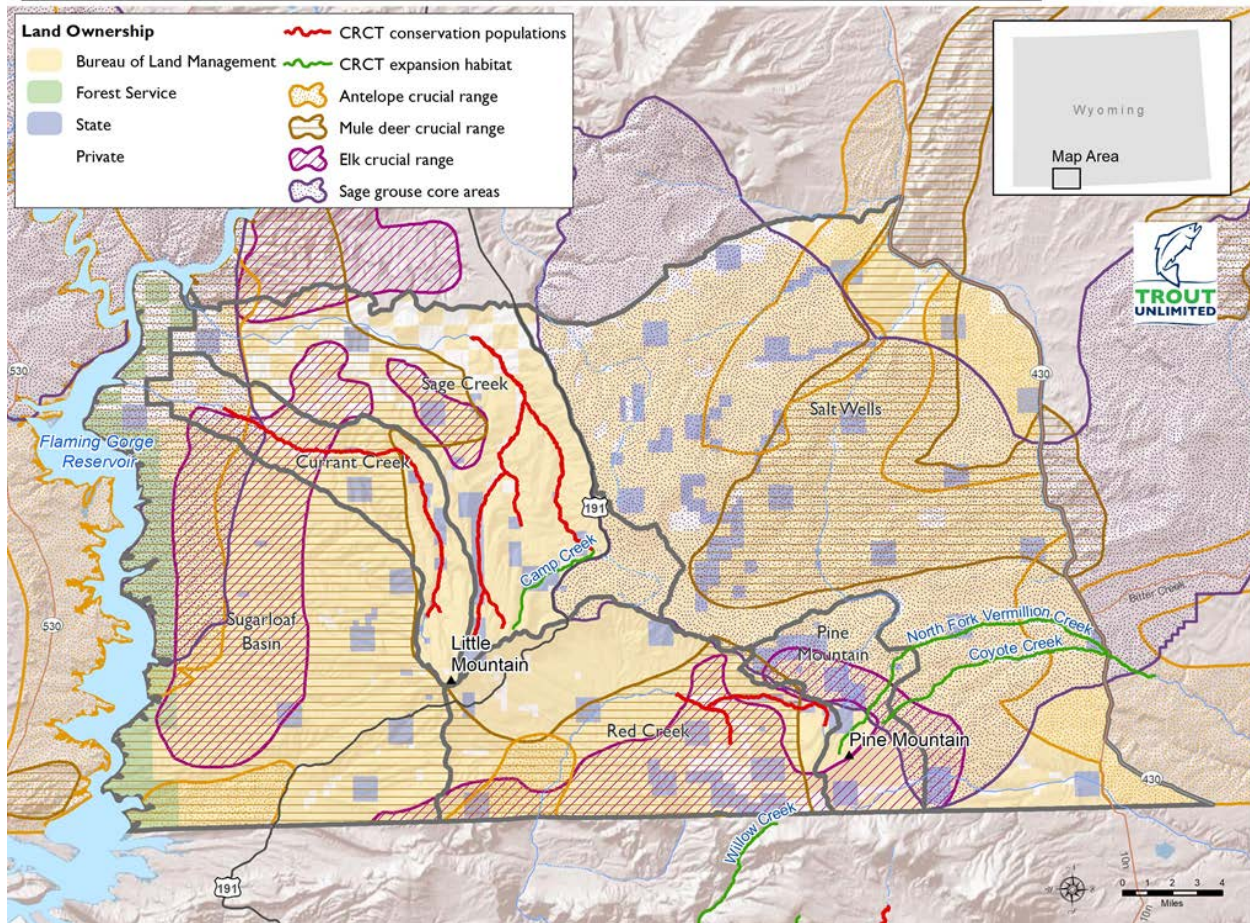 Land Ownership
Bureau of Land Management
Forest Service
State
Private
CRCT conservation populations
CRCT expansion habitat
Antelope crucial range
Mule deer crucial range
Elk crucial range
Sage grouse core areas
Wyoming
Map Area
TROUT
UNLIMITED
530
430
Sage Creek
Salt Wells
Flaming Gorge
Reservoir
Currant Creek
191
Camp Creek
Bitter Creek
530
Sugarloaf
Basin
Little
Mountain
Pine
Mountain
North Fork Vermillion Creek
Coyote Creek
Red Creek
Pine Mountain
430
Willow Creek
191
10n
10n
0 1 2 3 4
Miles